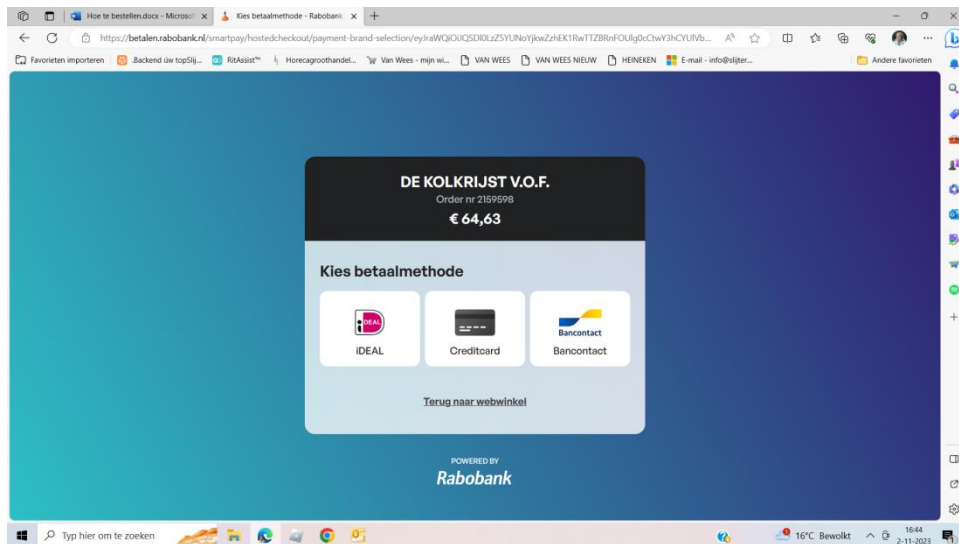 Hoe te bestellen.docx - Microsof
Kies betaalmethode - Rabobank
https://betalen.rabobank.nl/smartpay/hostedcheckout/payment-brand-selection/
Favorieten importeren
.Backend úw topSlij...
RitAssist™
Horecagroothandel...
Van Wees - mijn wi...
VAN WEES
VAN WEES NIEUW
HEINEKEN
E-mail - info@slijter...
Andere favorieten
DE KOLKRIJST V.O.F.
Order nr 2159598
€ 64,63
Kies betaalmethode
iDEAL
iDEAL
Creditcard
Bancontact
Bancontact
Terug naar webwinkel
POWERED BY
Rabobank
Typ hier om te zoeken
16°C Bewolkt
16:44
2-11-2023